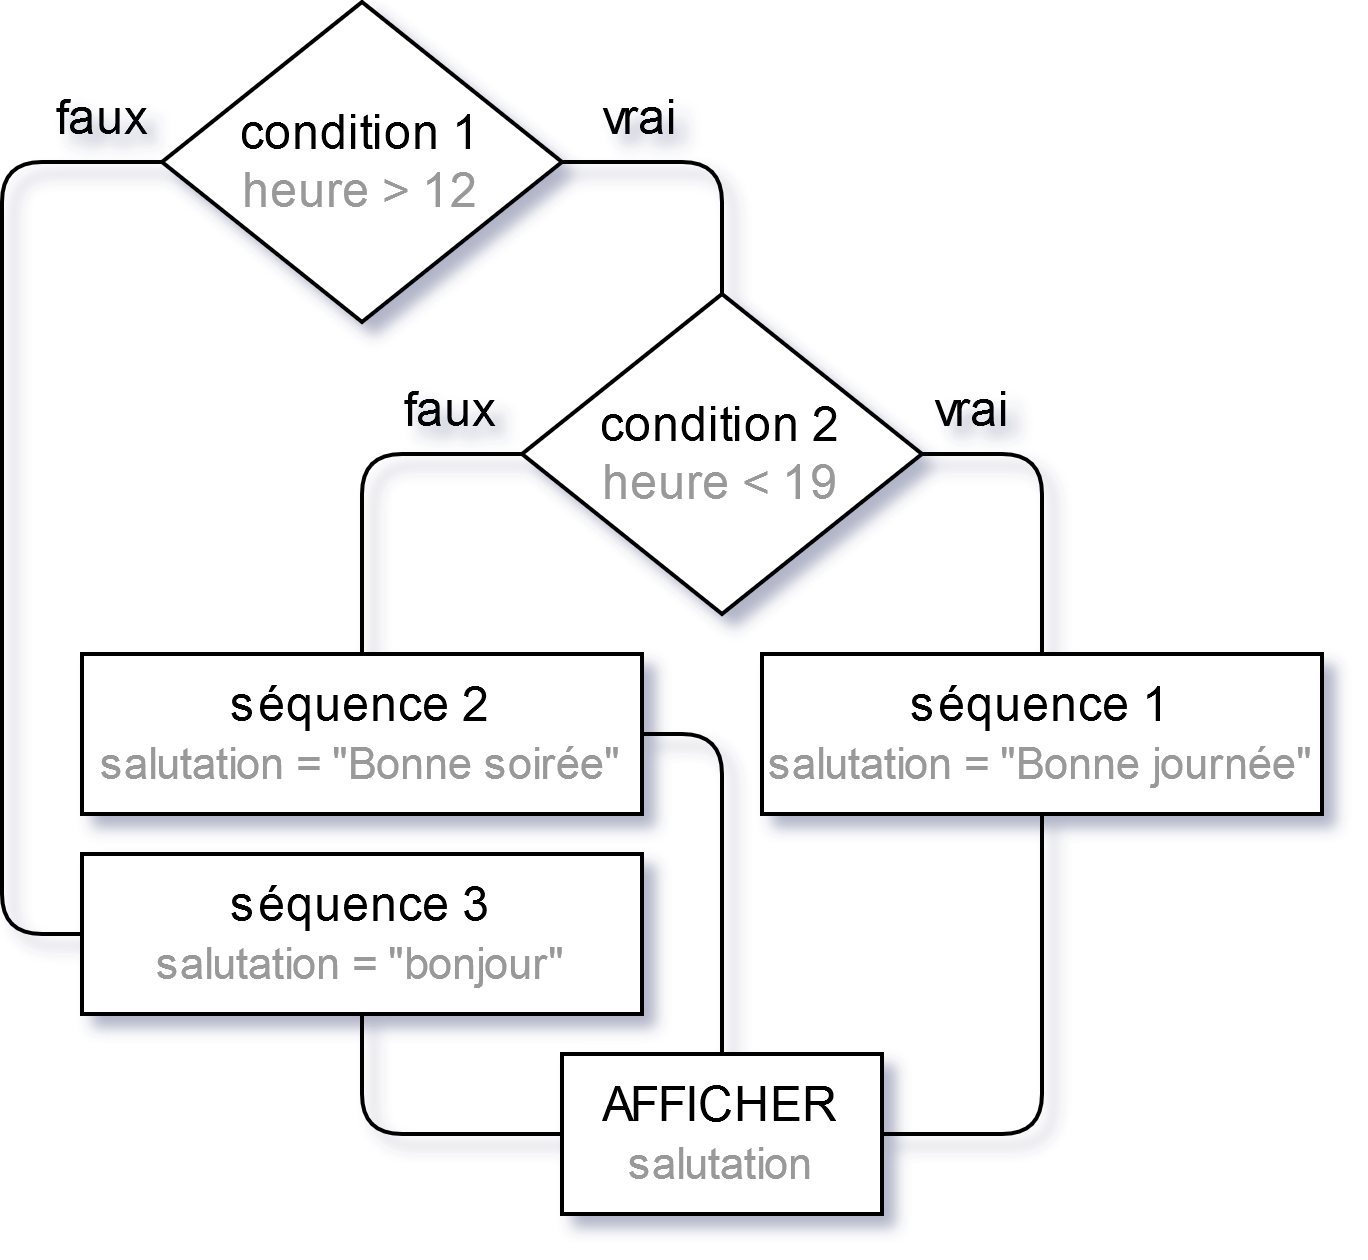 faux
vrai
condition 1
heure > 12
faux
vrai
condition 2
heure < 19
séquence 2
salutation = "Bonne soirée"
séquence 1
salutation = "Bonne journée"
séquence 3
salutation = "bonjour"
AFFICHER
salutation